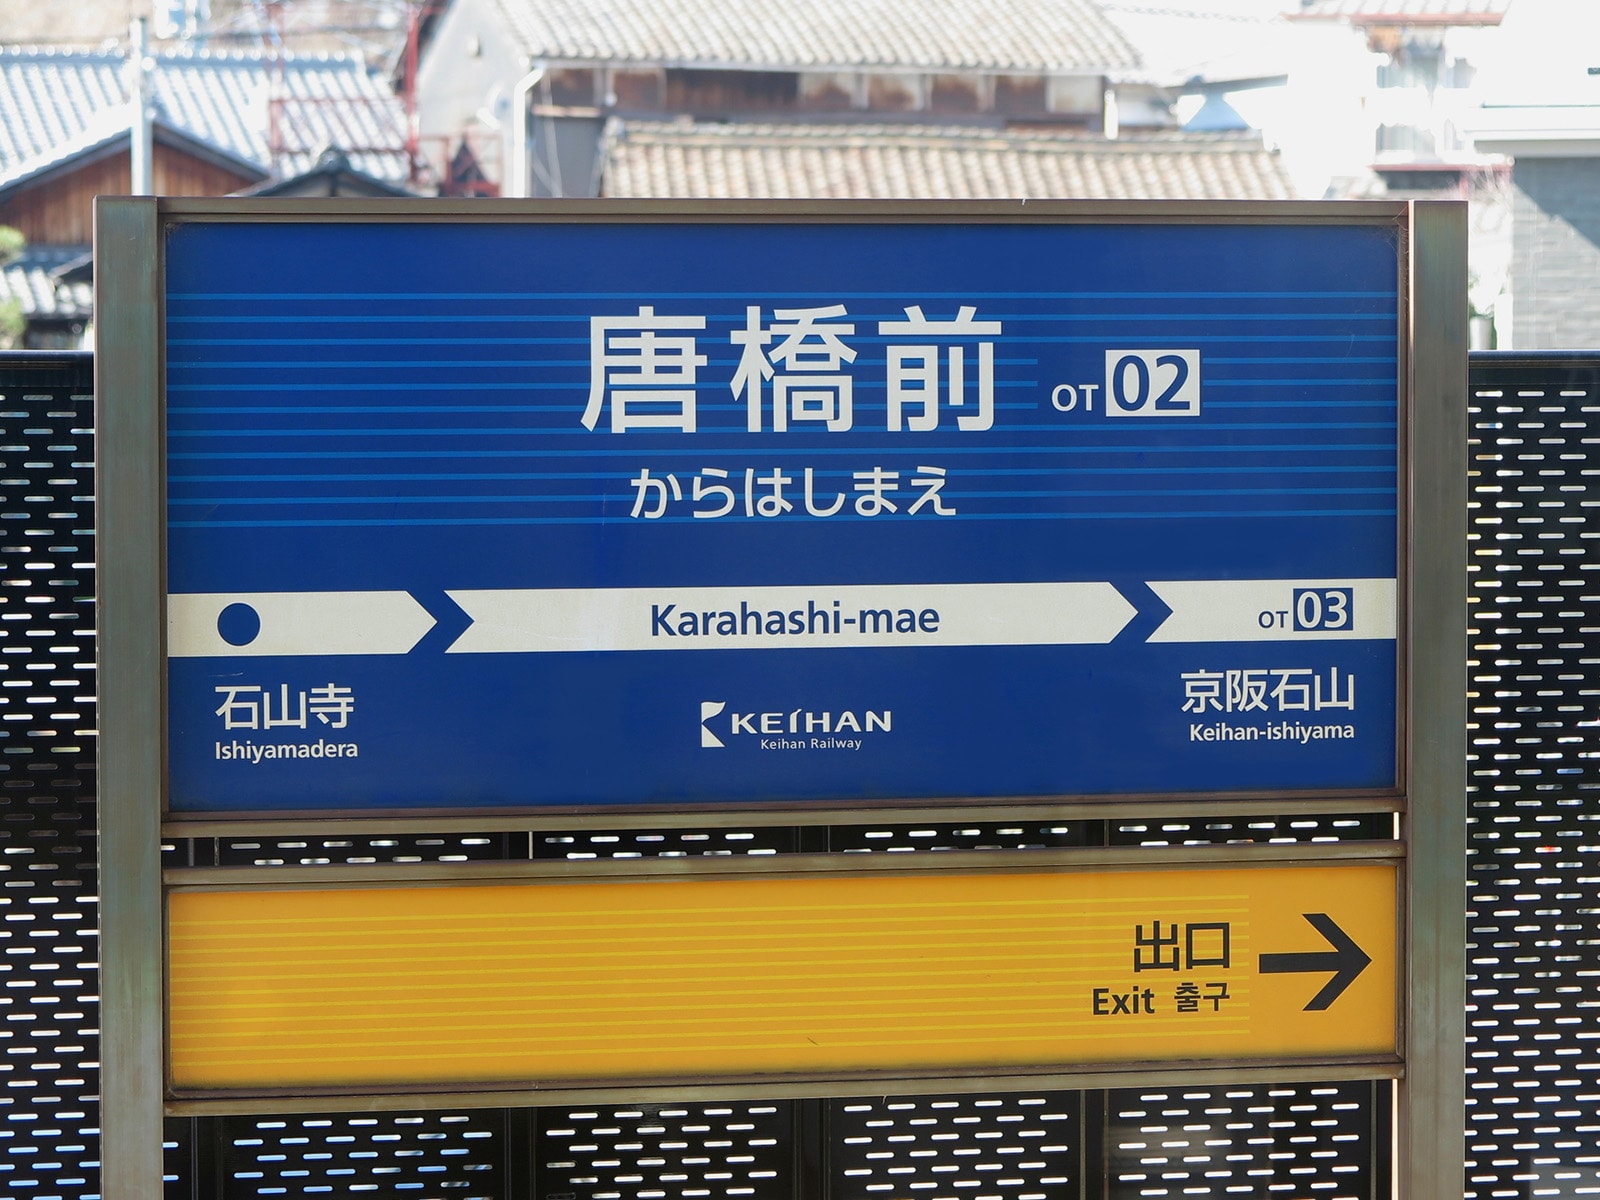 唐橋前 OT 02
からはしまえ
Karahashi-mae
OT 03
石山寺
Ishiyamadera
KEIHAN
Keihan Railway
京阪石山
Keihan-ishiyama
出口
Exit 출구